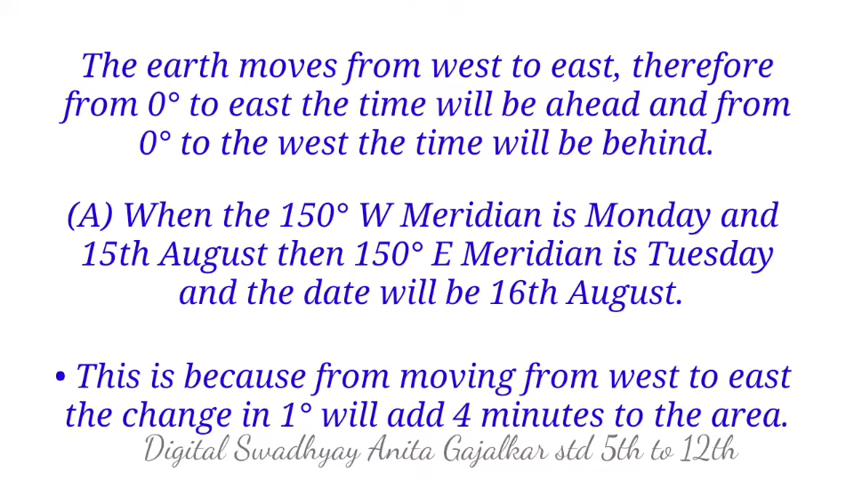 The earth moves from west to east, therefore
from 0° to east the time will be ahead and from
0° to the west the time will be behind.
(A) When the 150° W Meridian is Monday and
15th August then 150° E Meridian is Tuesday
and the date will be 16th August.
• This is because from moving from west to east
the change in 1° will add 4 minutes to the area.
Digital Swadhyay Anita Gajalkar std 5th to 12th